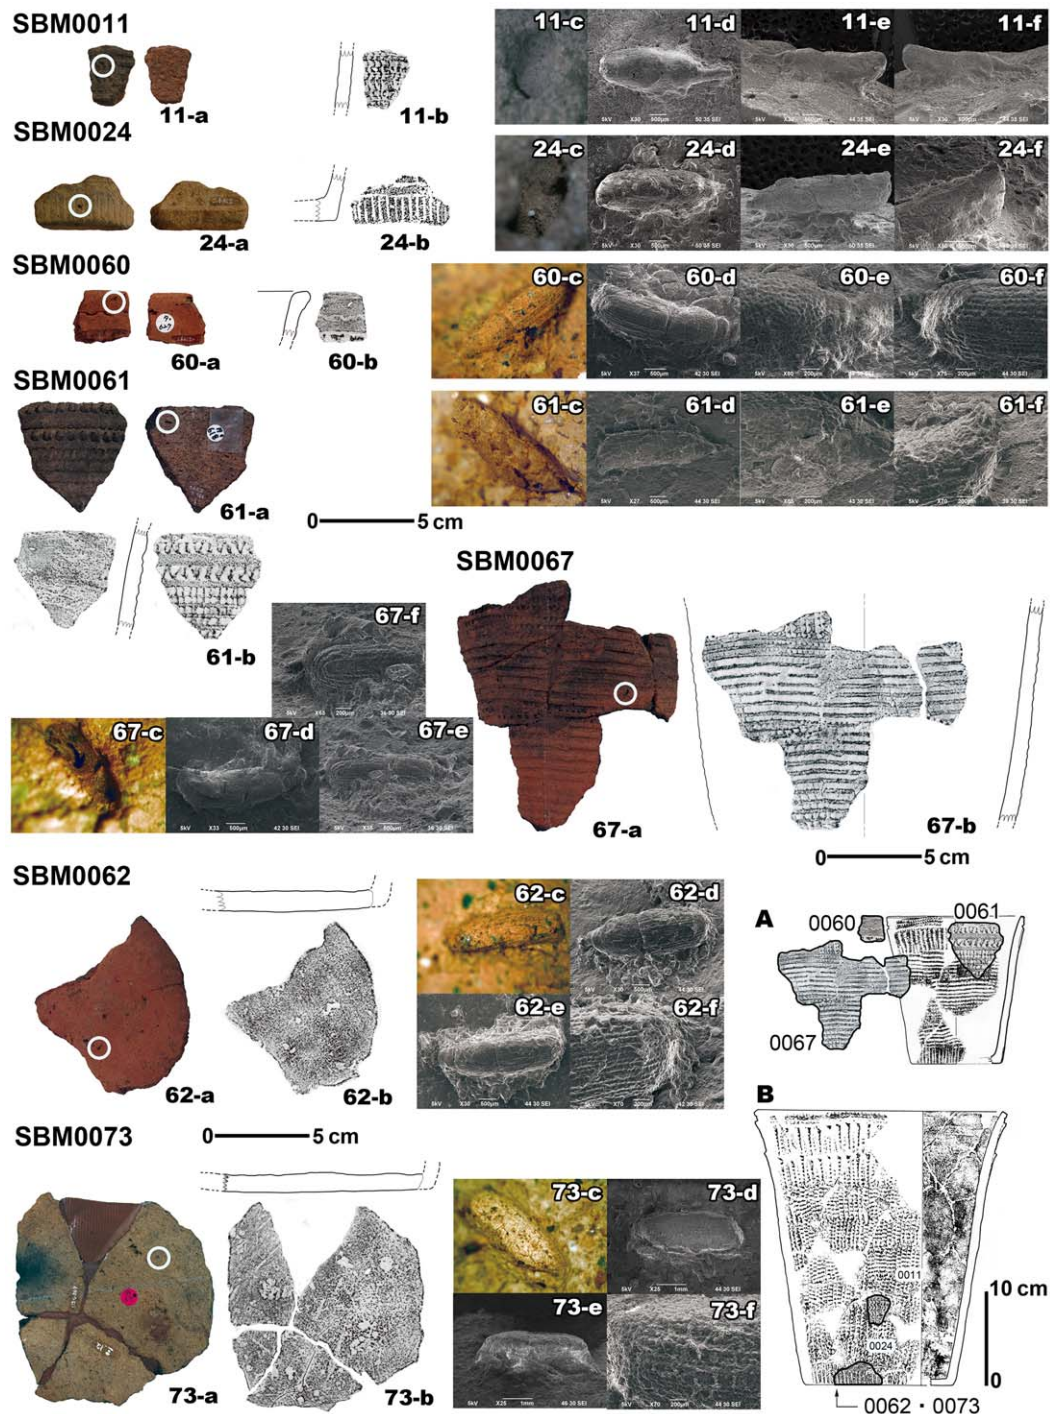 SBM0011
11-a
11-b
11-c
11-d
11-e
11-f
SBM0024
24-a
24-b
24-c
24-d
24-e
24-f
SBM0060
60-a
60-b
60-c
60-d
60-e
60-f
SBM0061
61-a
61-c
61-d
61-e
61-f
0 5 cm
61-b
SBM0067
67-f
67-c
67-d
67-e
67-a
67-b
0 5 cm
SBM0062
62-a
62-b
62-c
62-d
62-e
62-f
A
0060
0061
0067
SBM0073
0 5 cm
73-a
73-b
73-c
73-d
73-e
73-f
B
0011
0024
10 cm
0
0062・0073